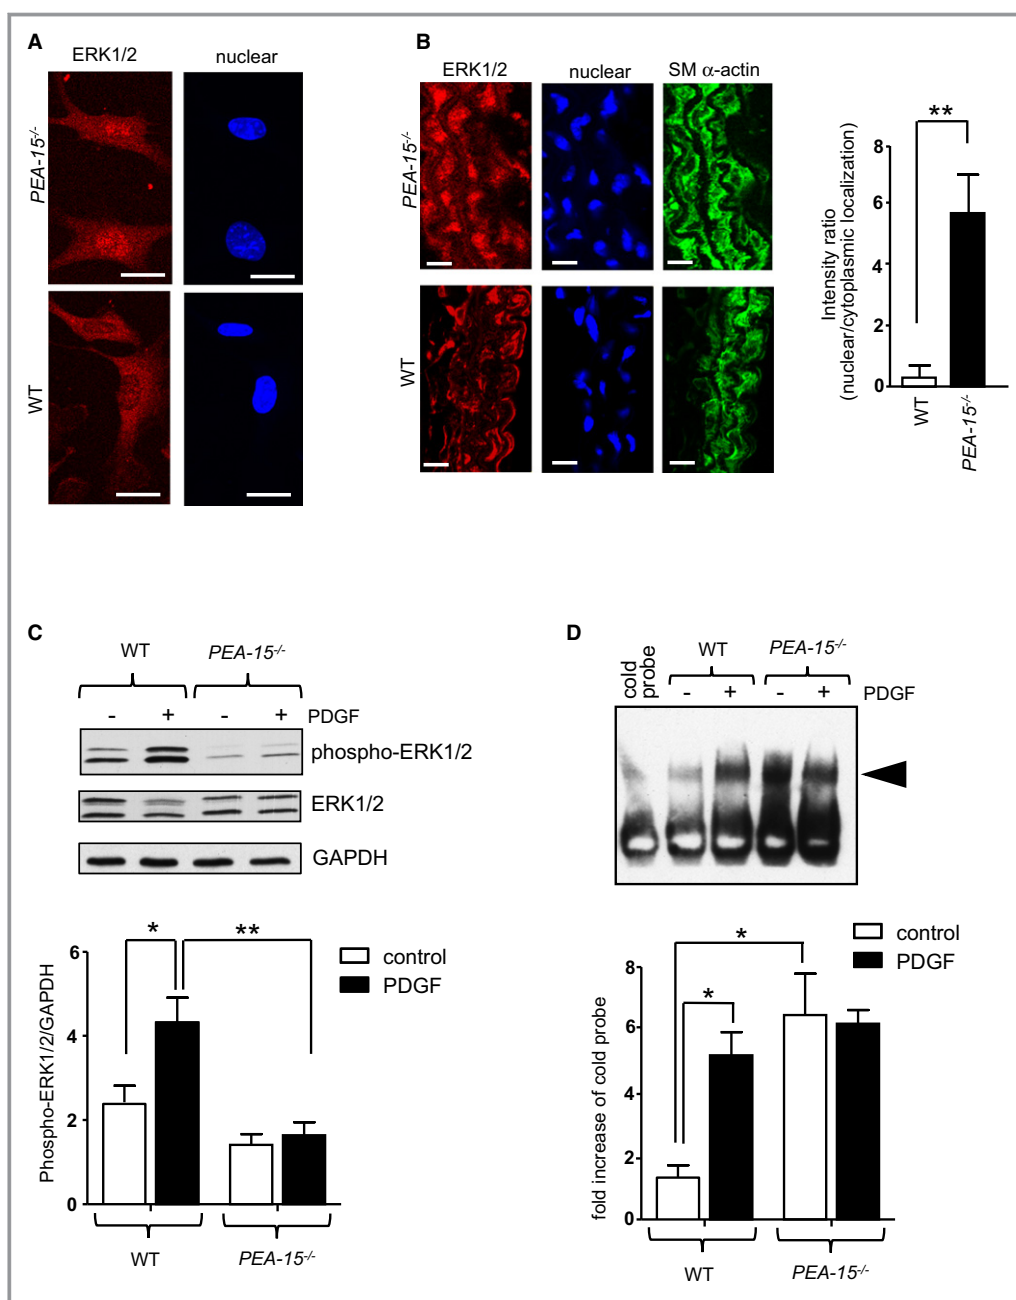 A
ERK1/2
nuclear
PEA-15-/-
WT
B
ERK1/2
nuclear
SM α-actin
PEA-15-/-
WT
**
8
6
4
2
0
Intensity ratio
(nuclear/cytoplasmic localization)
WT
PEA-15-/-
C
WT
PEA-15-/-
- + - + PDGF
phospho-ERK1/2
ERK1/2
GAPDH
* **
control
PDGF
6
4
2
0
Phospho-ERK1/2/GAPDH
WT
PEA-15-/-
D
cold
probe
WT
PEA-15-/-
- + - + PDGF
*
*
control
PDGF
8
6
4
2
0
fold increase of cold probe
WT
PEA-15-/-